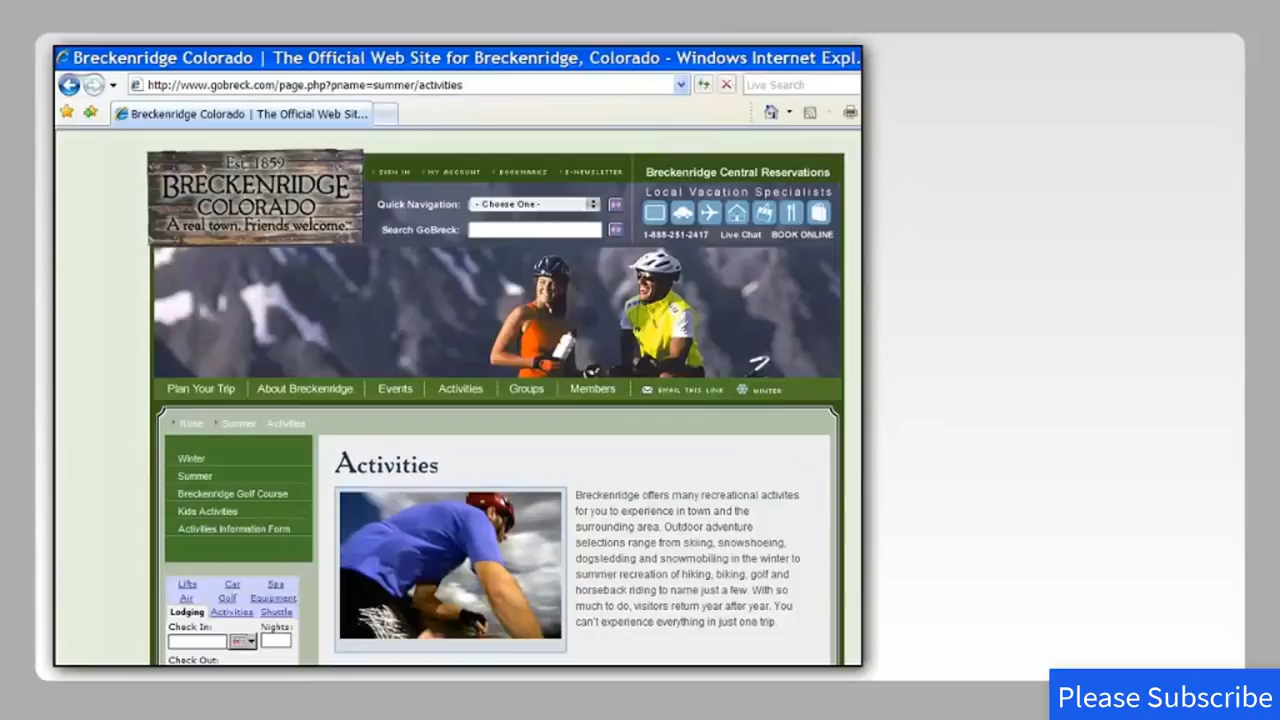 Breckenridge Colorado | The Official Web Site for Breckenridge, Colorado - Windows Internet Expl.
http://www.gobreck.com/page.php?pname=summer/activities
Live Search
Breckenridge Colorado | The Official Web Sit...
Est. 1859
BRECKENRIDGE
COLORADO
A real town. Friends welcome.
SIGN IN
MY ACCOUNT
BOOKMARKS
E-NEWSLETTER
Quick Navigation:
- Choose One -
GO
Search GoBreck:
GO
Breckenridge Central Reservations
Local Vacation Specialists
1-888-251-2417 Live Chat BOOK ONLINE
Plan Your Trip
About Breckenridge
Events
Activities
Groups
Members
EMAIL THIS LINK
WINTER
Home Summer Activities
Winter
Summer
Breckenridge Golf Course
Kids Activities
Activities Information Form
Lifts Car Spa
Air Golf Equipment
Lodging Activities Shuttle
Check In: Nights:
Check Out:
Activities
Breckenridge offers many recreational activites
for you to experience in town and the
surrounding area. Outdoor adventure
selections range from skiing, snowshoeing,
dogsledding and snowmobiling in the winter to
summer recreation of hiking, biking, golf and
horseback riding to name just a few. With so
much to do, visitors return year after year. You
can't experience everything in just one trip.
Please Subscribe